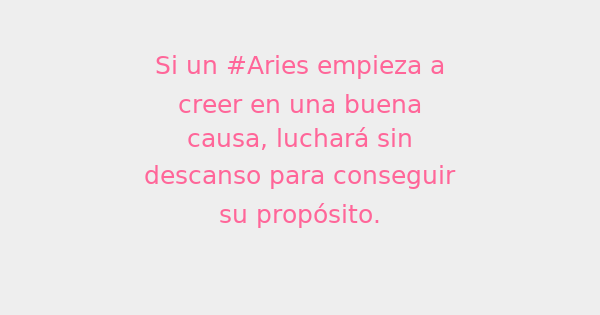 Si un #Aries empieza a
creer en una buena
causa, luchará sin
descanso para conseguir
su propósito.